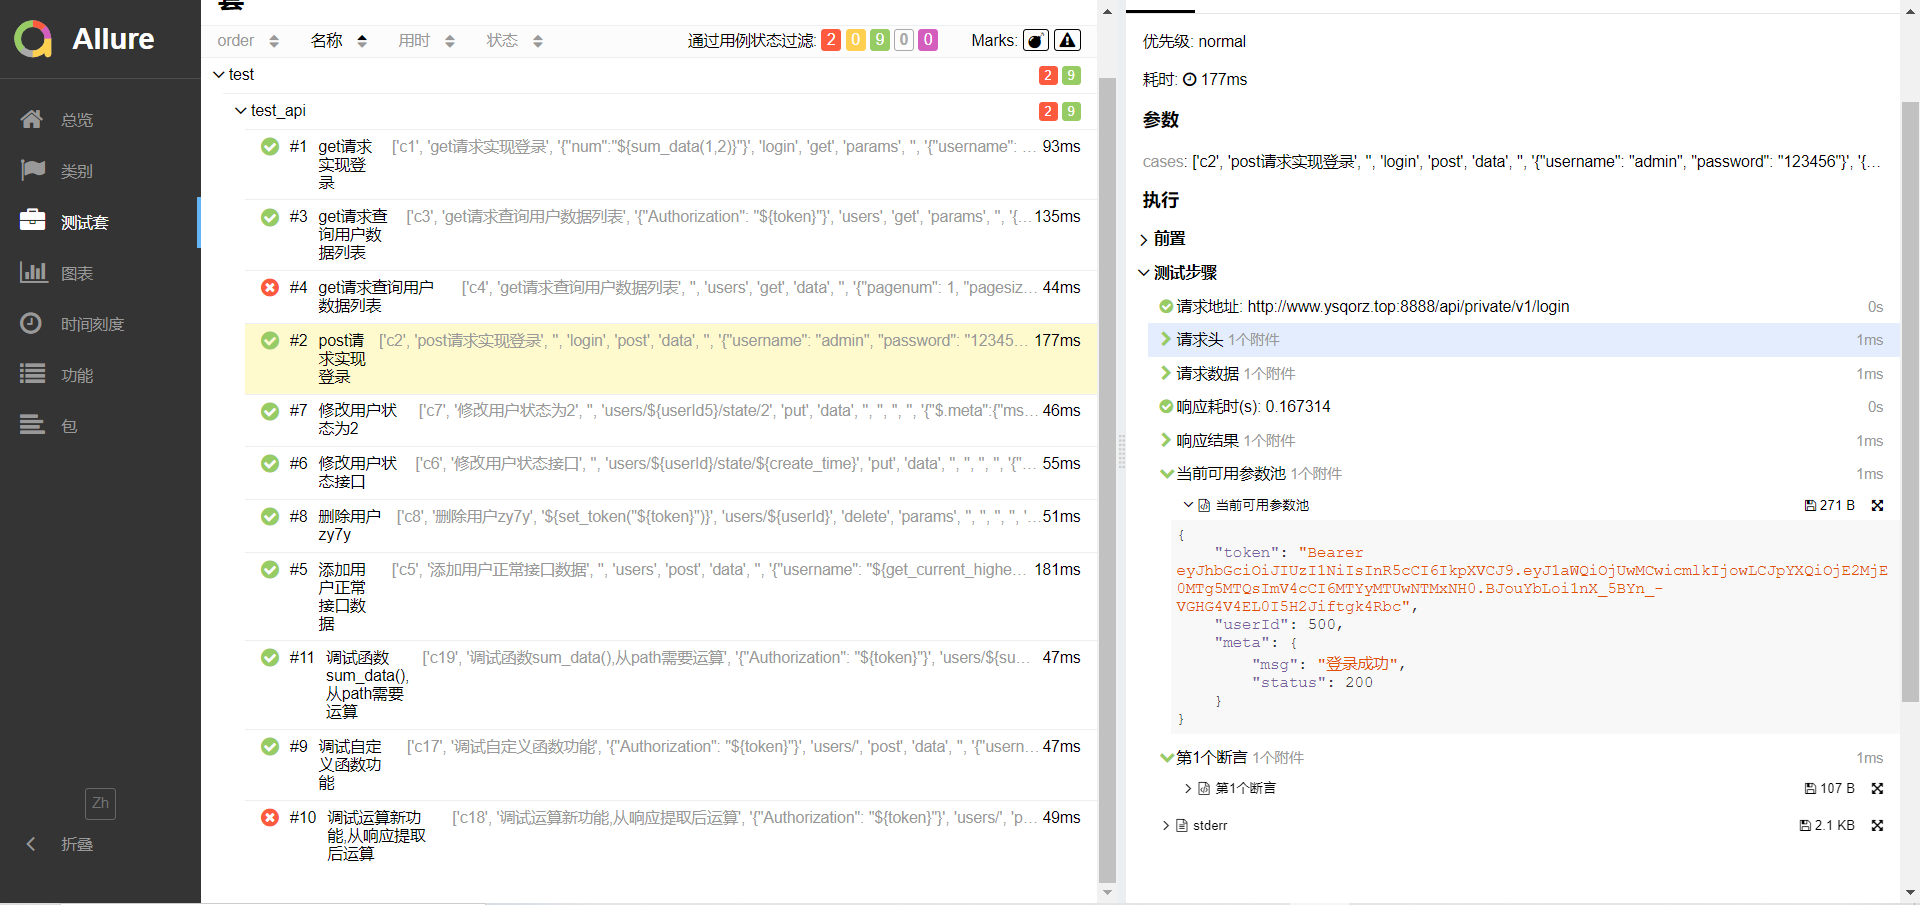 Allure
总览
类别
测试套
图表
时间刻度
功能
包
Zh
折叠
套
order 名称 用时 状态 通过用例状态过滤: 2 0 9 0 0 Marks:
test 2 9
test_api 2 9
#1 get请求实现登录 ['c1', 'get请求实现登录', '{"num":"${sum_data(1,2)}"}', 'login', 'get', 'params', '', '{"username": ... 93ms
#3 get请求查询用户数据列表 ['c3', 'get请求查询用户数据列表', '{"Authorization": "${token}"}', 'users', 'get', 'params', '', '{... 135ms
#4 get请求查询用户数据列表 ['c4', 'get请求查询用户数据列表', '', 'users', 'get', 'data', '', '{"pagenum": 1, "pagesiz... 44ms
#2 post请求实现登录 ['c2', 'post请求实现登录', '', 'login', 'post', 'data', '', '{"username": "admin", "password": "12345... 177ms
#7 修改用户状态为2 ['c7', '修改用户状态为2', '', 'users/${userId5}/state/2', 'put', 'data', '', '', '', '', '{"$.meta":{"ms... 46ms
#6 修改用户状态接口 ['c6', '修改用户状态接口', '', 'users/${userId}/state/${create_time}', 'put', 'data', '', '', '', '', '{"... 55ms
#8 删除用户zy7y ['c8', '删除用户zy7y', '${set_token("${token}")}', 'users/${userId}', 'delete', 'params', '', '', '', '', '... 51ms
#5 添加用户正常接口数据 ['c5', '添加用户正常接口数据', '', 'users', 'post', 'data', '', '{"username": "${get_current_highe... 181ms
#11 调试函数sum_data(),从path需要运算 ['c19', '调试函数sum_data(),从path需要运算', '{"Authorization": "${token}"}', 'users/${su... 47ms
#9 调试自定义函数功能 ['c17', '调试自定义函数功能', '{"Authorization": "${token}"}', 'users/', 'post', 'data', '', '{"usern... 47ms
#10 调试运算新功能,从响应提取后运算 ['c18', '调试运算新功能,从响应提取后运算', '{"Authorization": "${token}"}', 'users/', 'p... 49ms
优先级: normal
耗时: 177ms
参数
cases: ['c2', 'post请求实现登录', '', 'login', 'post', 'data', '', '{"username": "admin", "password": "123456"}', '{...
执行
前置
测试步骤
请求地址: http://www.ysqorz.top:8888/api/private/v1/login 0s
请求头 1个附件 1ms
请求数据 1个附件 1ms
响应耗时(s): 0.167314 0s
响应结果 1个附件 1ms
当前可用参数池 1个附件 1ms
当前可用参数池 271 B
{
"token": "Bearer
eyJhbGciOiJIUzI1NiIsInR5cCI6IkpXVCJ9.eyJ1aWQiOjUwMCwicmlkIjowLCJpYXQiOjE2MjE
0MTg5MTQsImV4cCI6MTYyMTUwNTMxNH0.BJouYbLoi1nX_5BYn_-
VGHG4V4EL0I5H2Jiftgk4Rbc",
"userId": 500,
"meta": {
"msg": "登录成功",
"status": 200
}
}
第1个断言 1个附件 1ms
第1个断言 107 B
stderr 2.1 KB